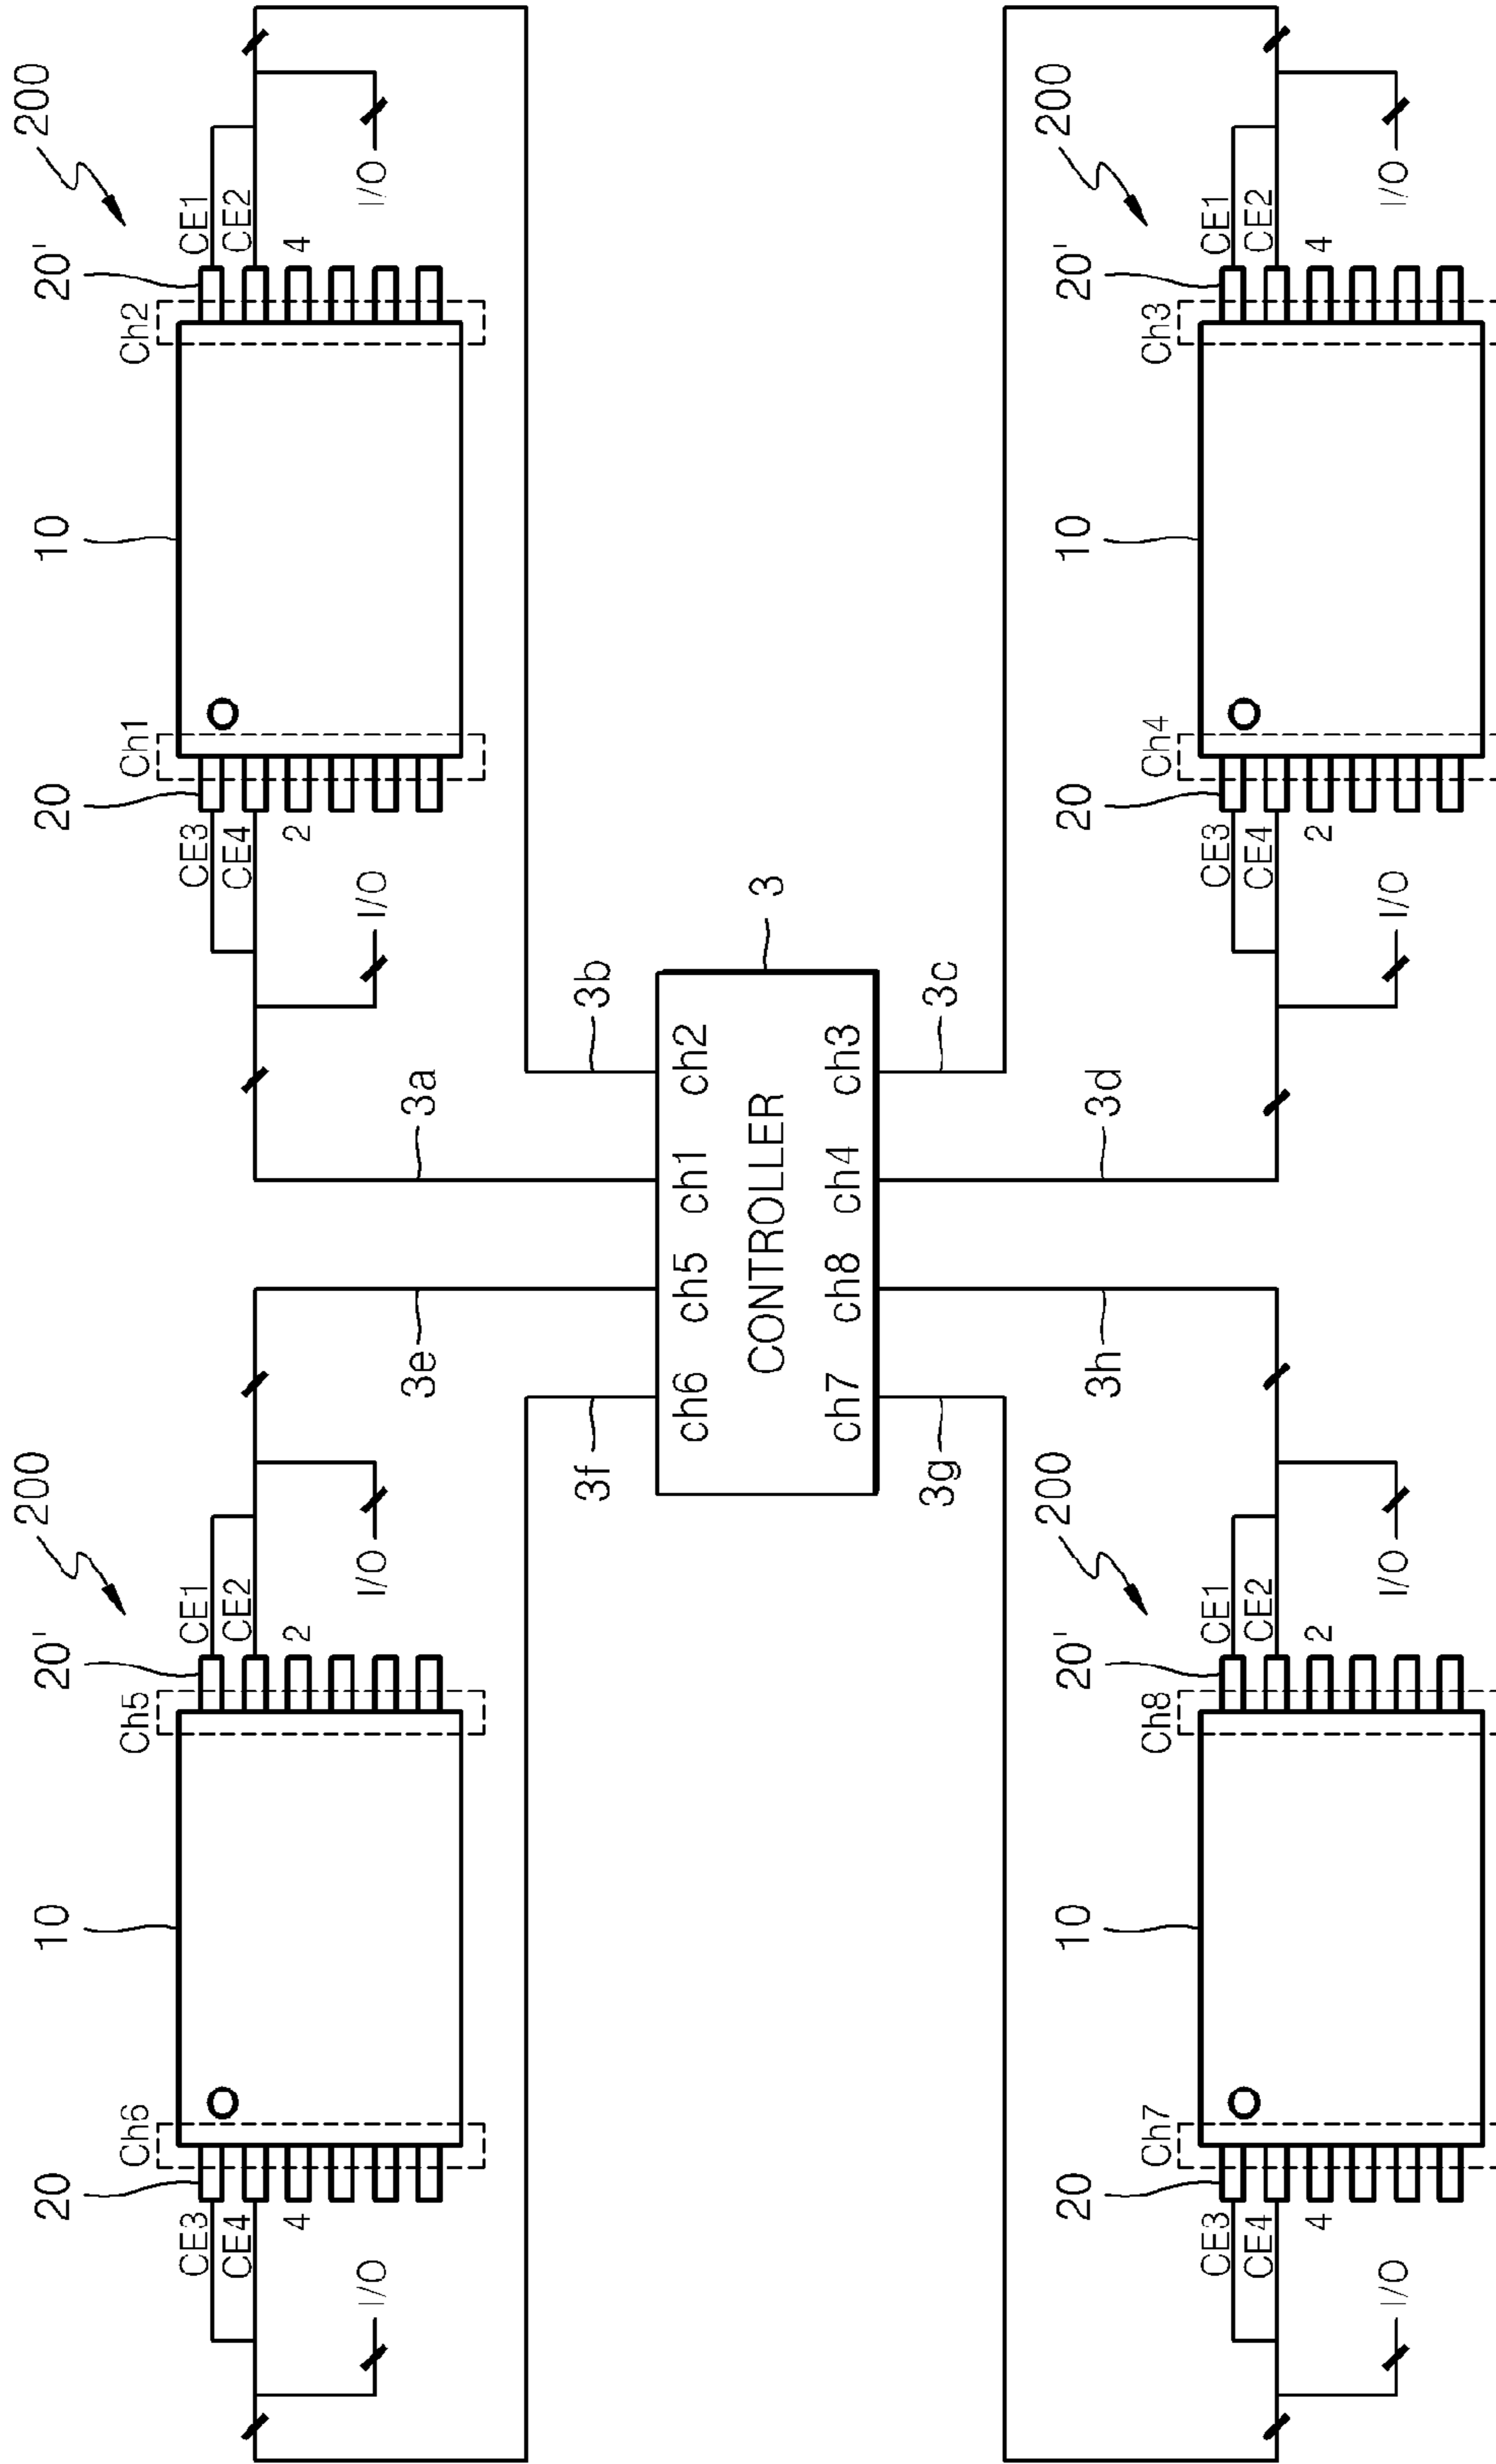 200
200
10
10
20
20'
20
20'
Ch6
Ch5
Ch1
Ch2
CE3
CE4
4
CE1
CE2
2
CE3
CE4
2
CE1
CE2
4
I/O
I/O
I/O
I/O
3e
3a
3f
3b
ch6
ch5
ch1
ch2
CONTROLLER
3
ch7
ch8
ch4
ch3
3g
3c
3h
3d
200
200
10
10
20
20'
20
20'
Ch7
Ch8
Ch4
Ch3
CE3
CE4
4
CE1
CE2
2
CE3
CE4
2
CE1
CE2
4
I/O
I/O
I/O
I/O